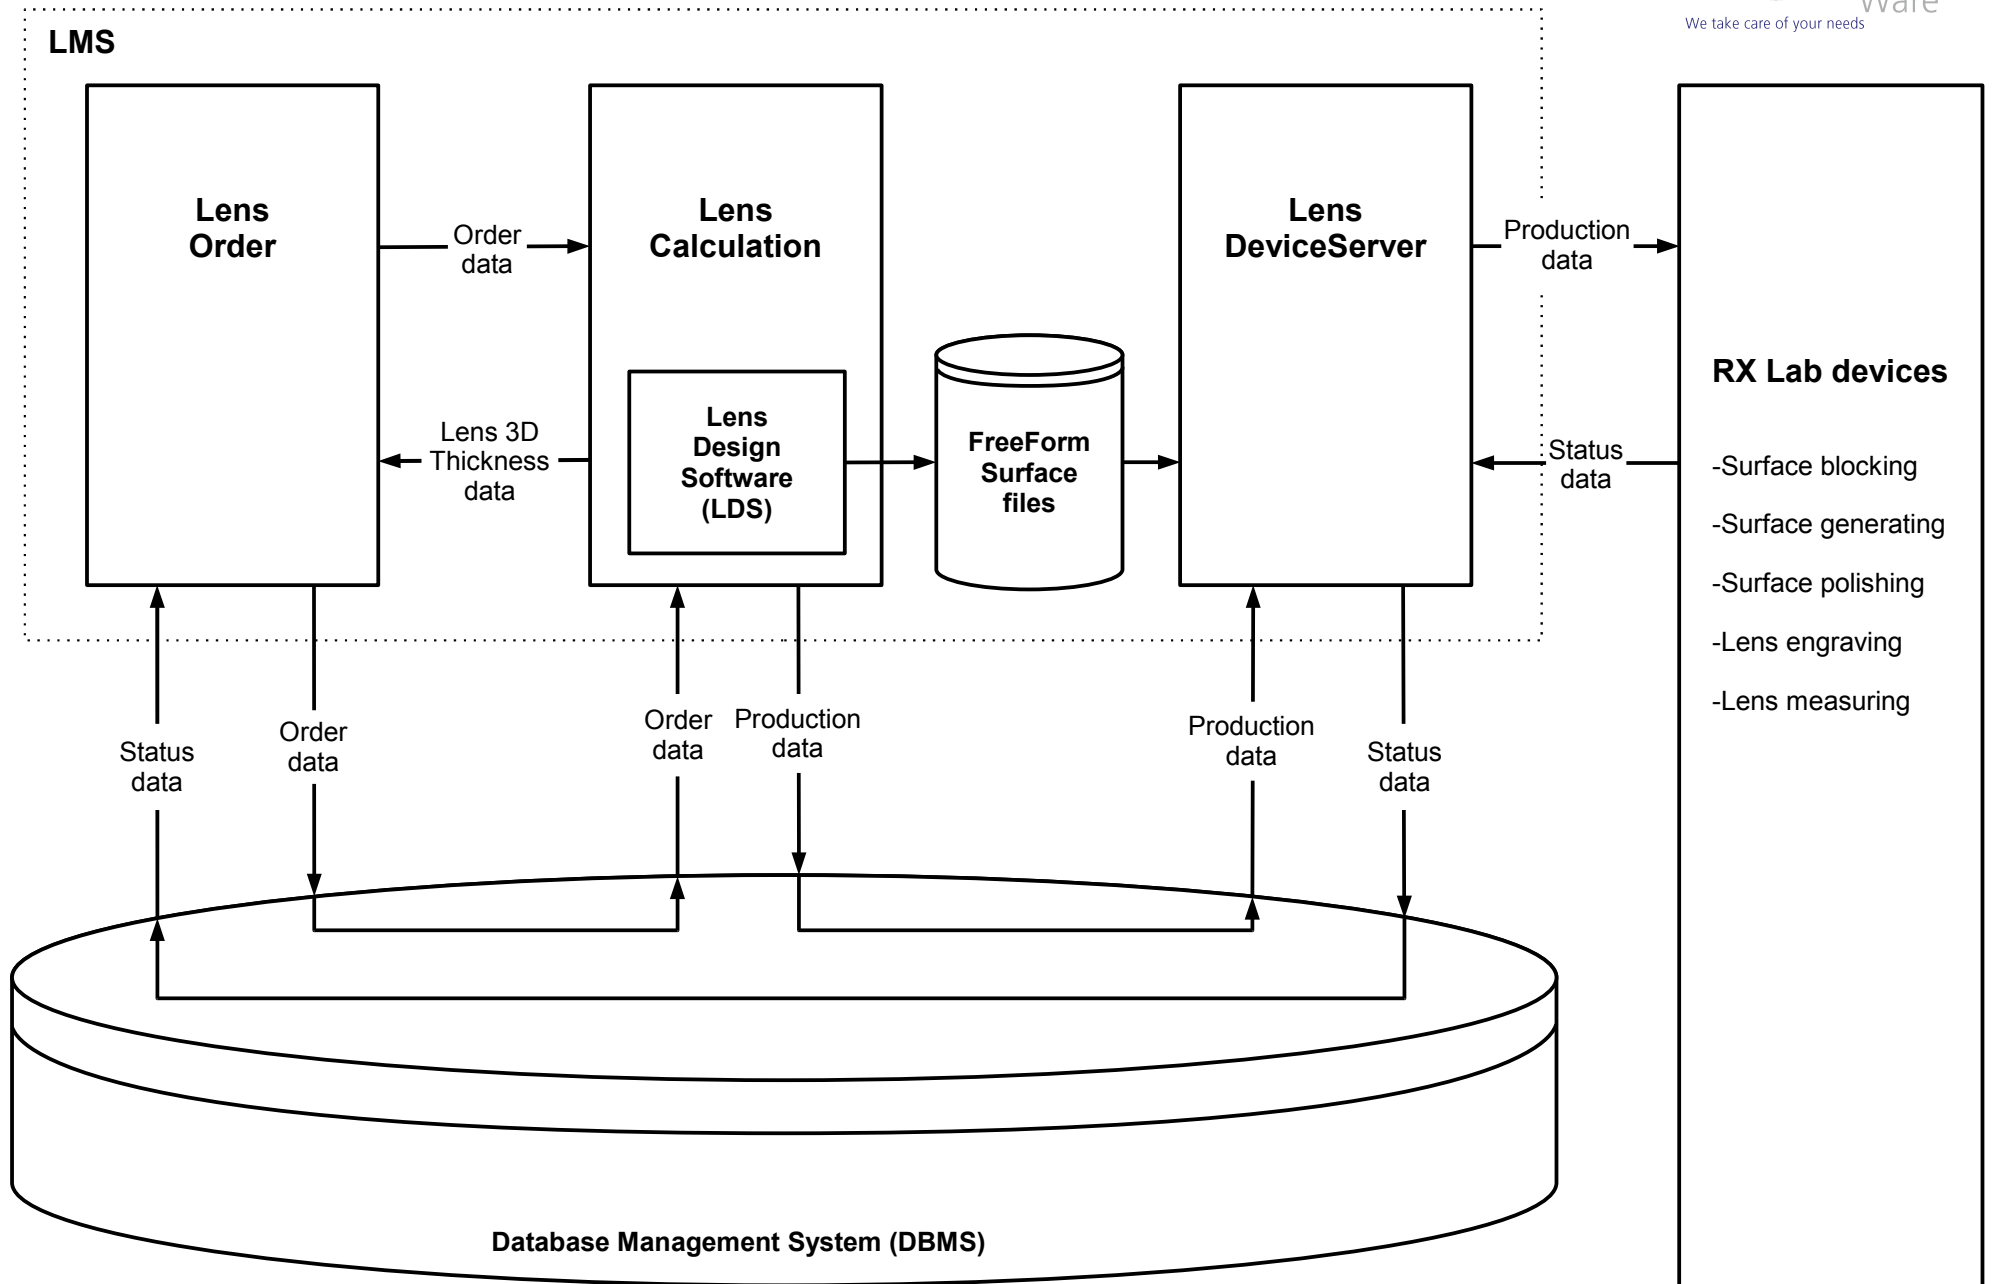 Ware
We take care of your needs
LMS
Lens
Order
Order
data
Lens
Calculation
Lens
DeviceServer
Production
data
Lens 3D
Thickness
data
Lens
Design
Software
(LDS)
FreeForm
Surface
files
Status
data
RX Lab devices
-Surface blocking
-Surface generating
-Surface polishing
-Lens engraving
-Lens measuring
Status
data
Order
data
Order
data
Production
data
Production
data
Status
data
Database Management System (DBMS)